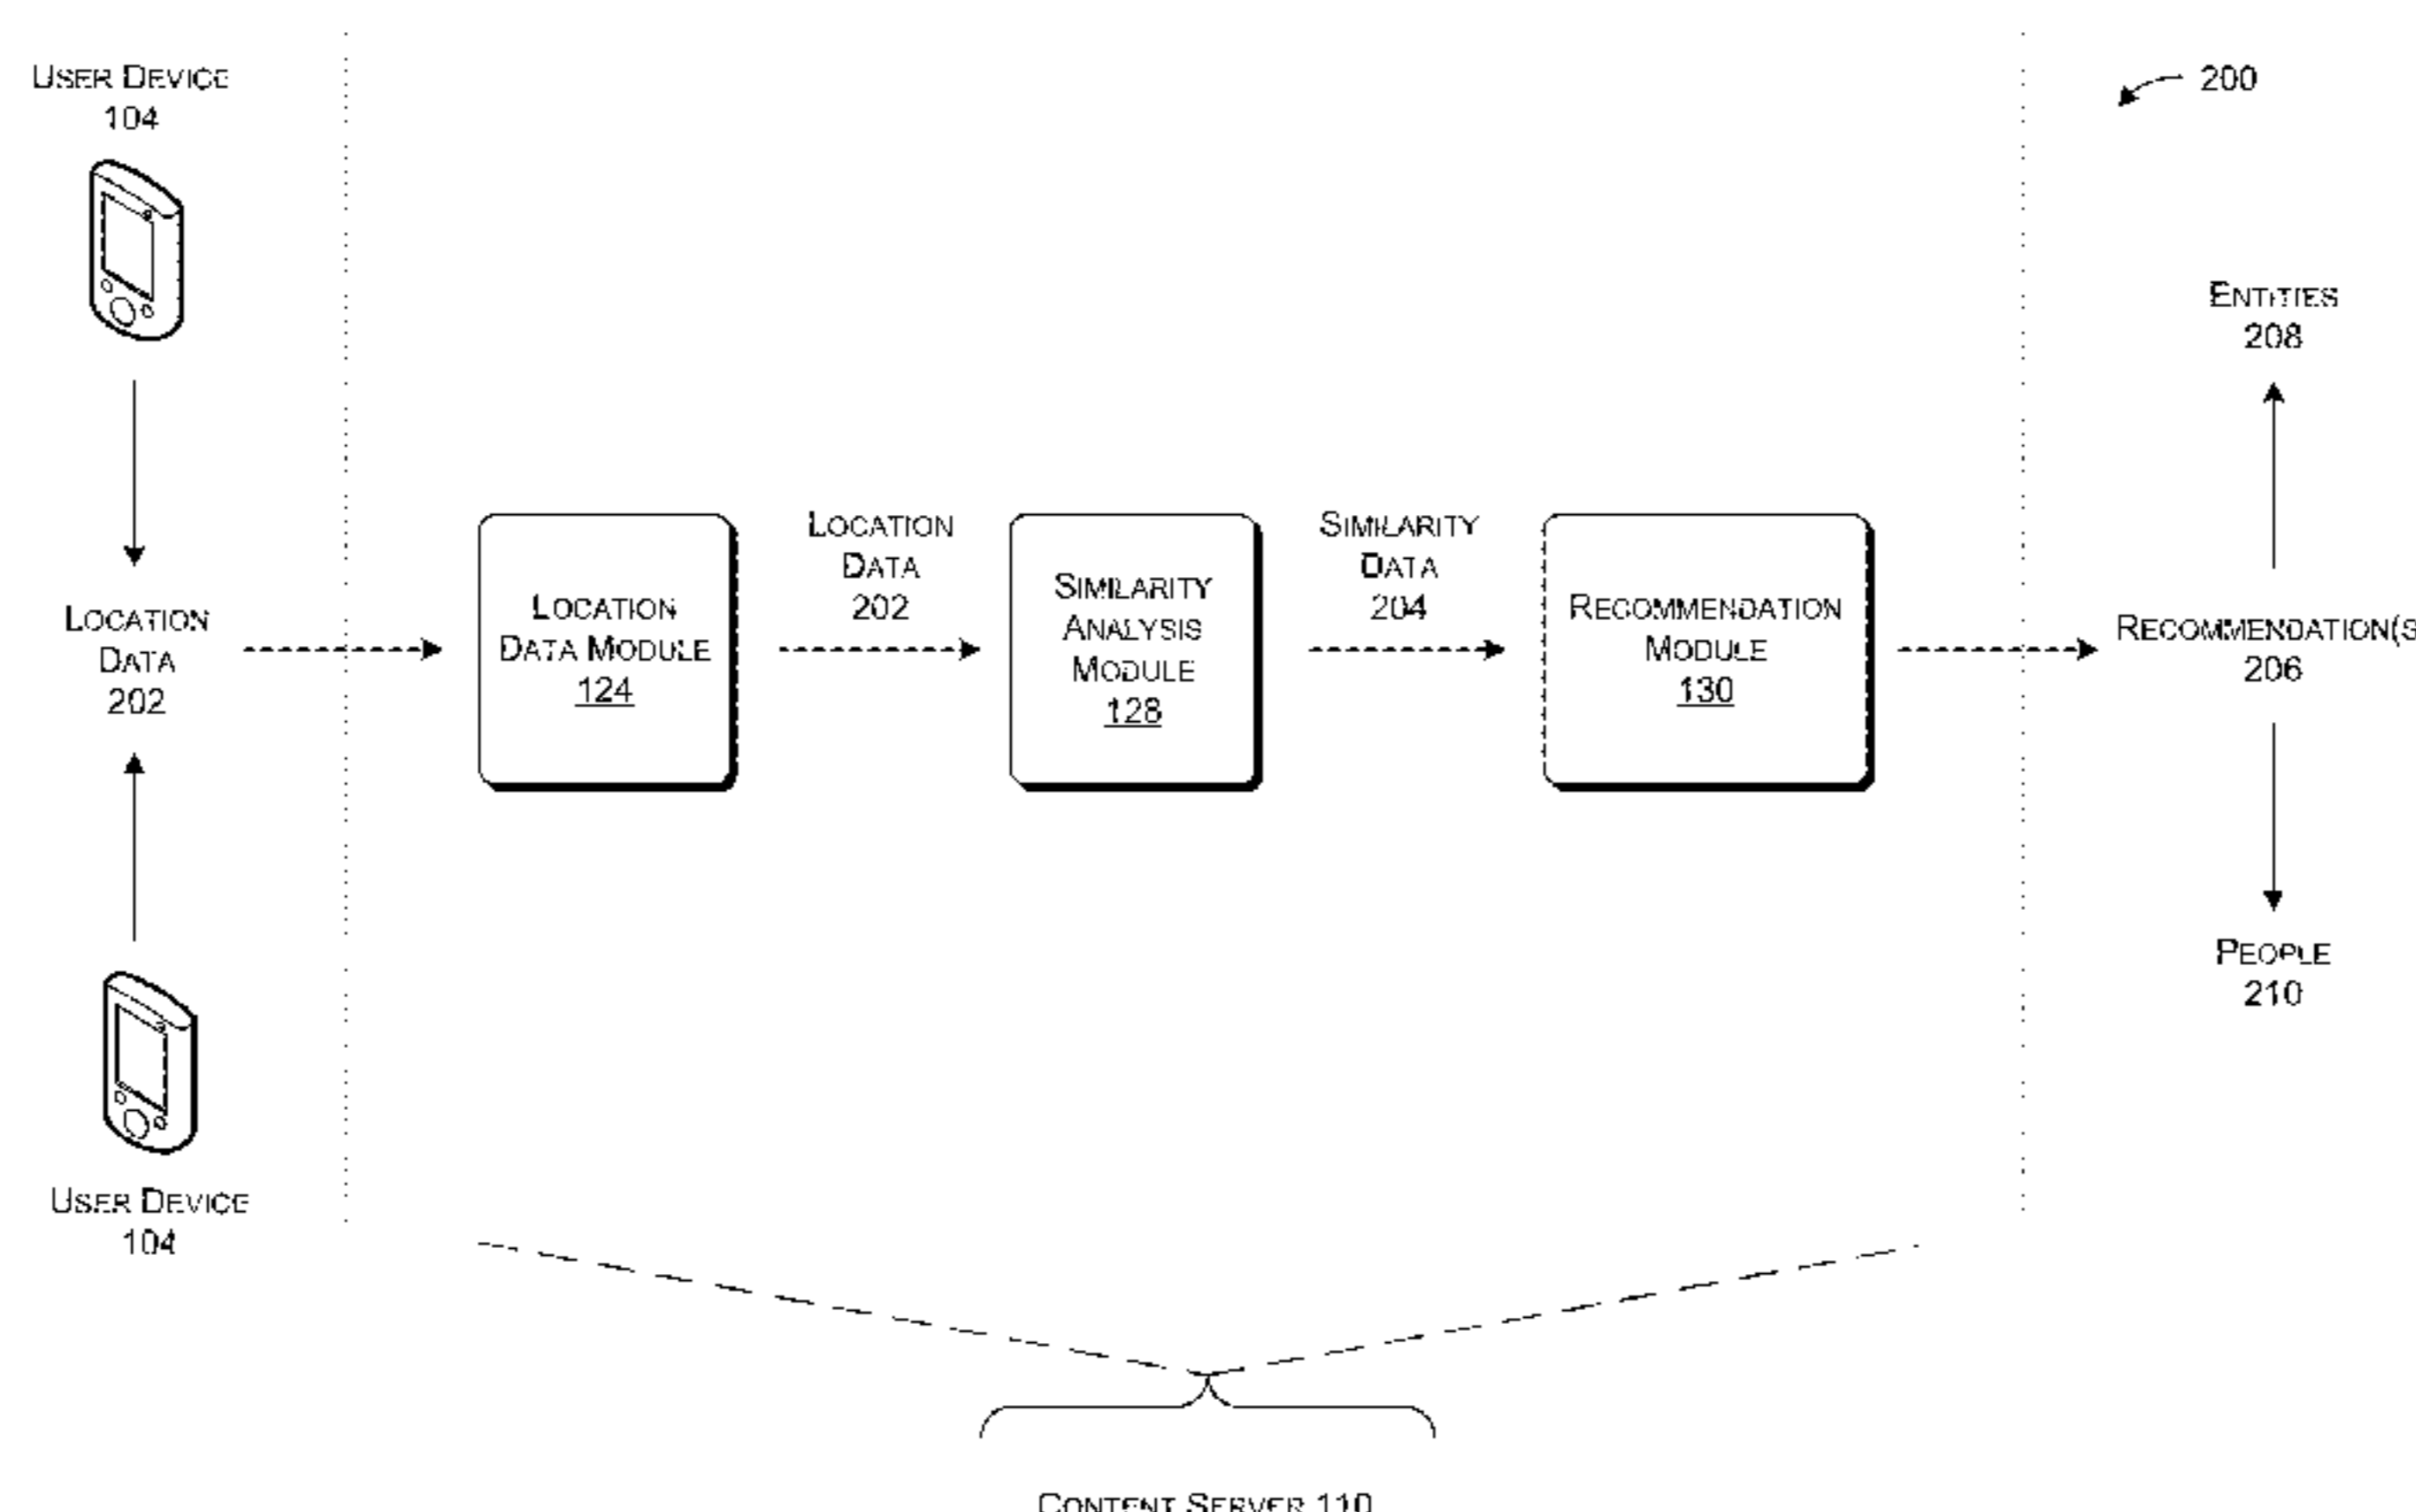 USER DEVICE
104
200
ENTITIES
208
LOCATION
DATA
202
LOCATION
DATA MODULE
124
LOCATION
DATA
202
SIMILARITY
ANALYSIS
MODULE
128
SIMILARITY
DATA
204
RECOMMENDATION
MODULE
130
RECOMMENDATION(S
206
PEOPLE
210
USER DEVICE
104
CONTENT SERVER 110